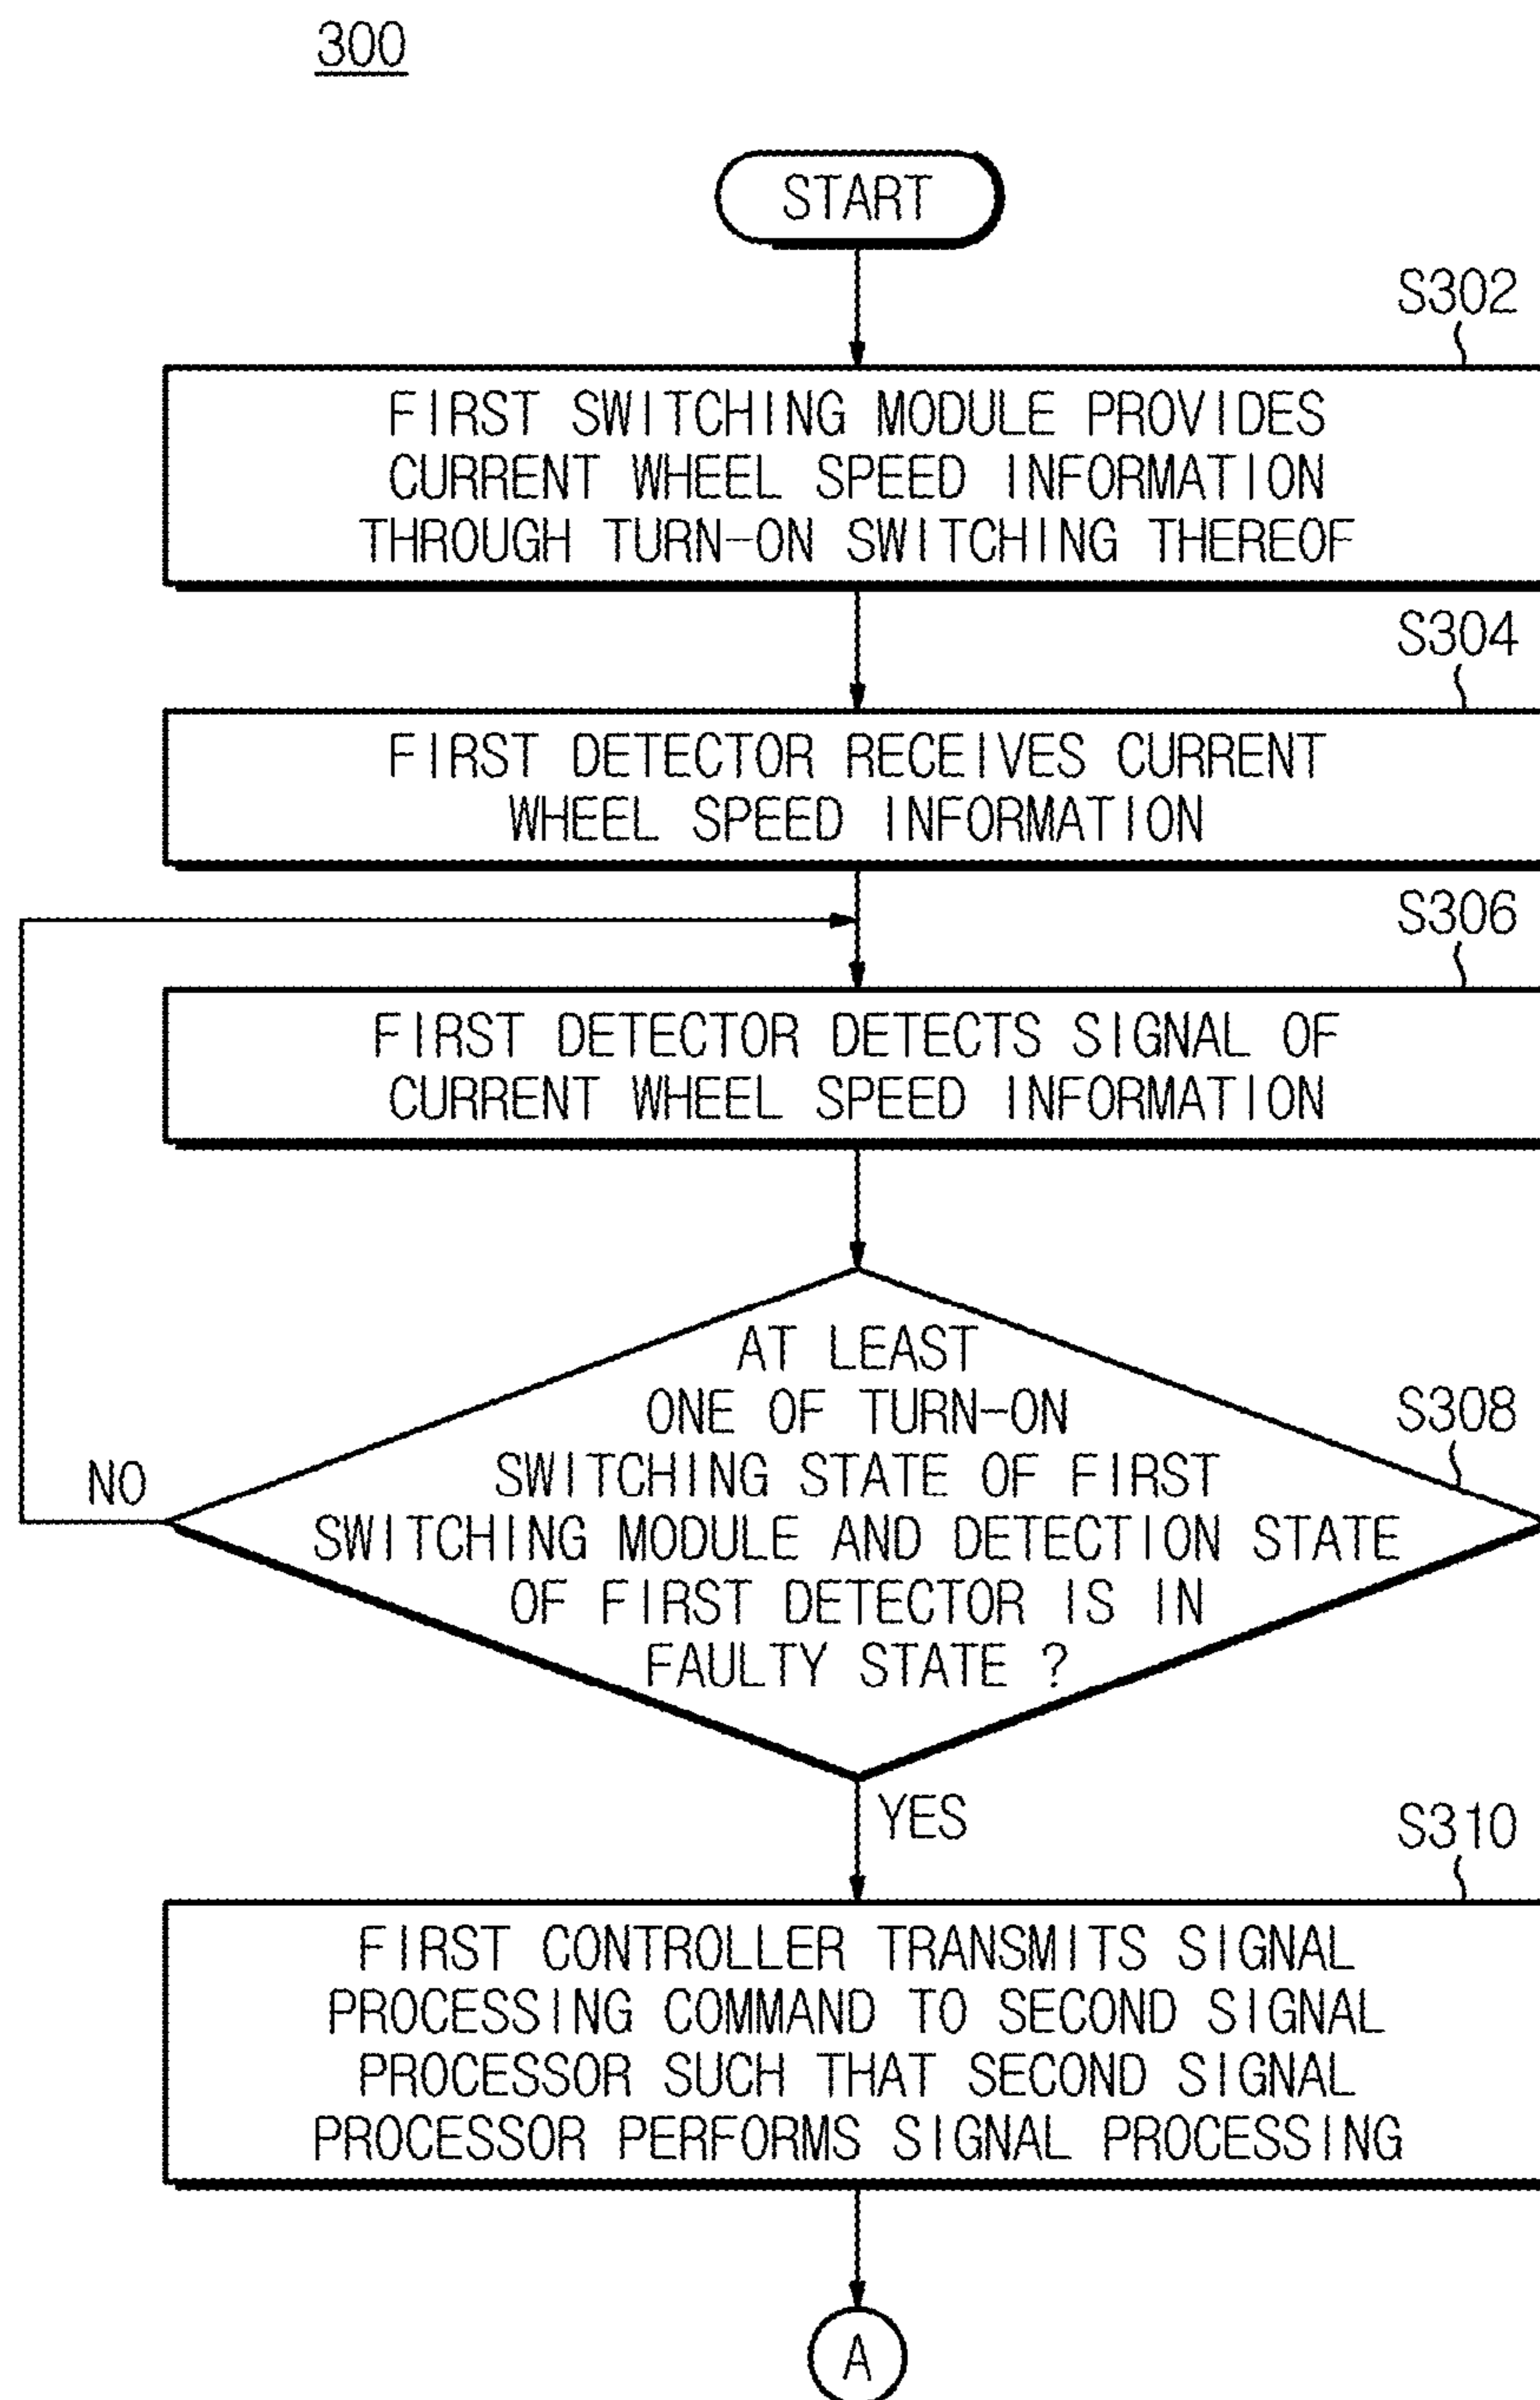 300
START
S302
FIRST SWITCHING MODULE PROVIDES
CURRENT WHEEL SPEED INFORMATION
THROUGH TURN-ON SWITCHING THEREOF
S304
FIRST DETECTOR RECEIVES CURRENT
WHEEL SPEED INFORMATION
S306
FIRST DETECTOR DETECTS SIGNAL OF
CURRENT WHEEL SPEED INFORMATION
S308
AT LEAST
ONE OF TURN-ON
SWITCHING STATE OF FIRST
SWITCHING MODULE AND DETECTION STATE
OF FIRST DETECTOR IS IN
FAULTY STATE ?
NO
YES
S310
FIRST CONTROLLER TRANSMITS SIGNAL
PROCESSING COMMAND TO SECOND SIGNAL
PROCESSOR SUCH THAT SECOND SIGNAL
PROCESSOR PERFORMS SIGNAL PROCESSING
A